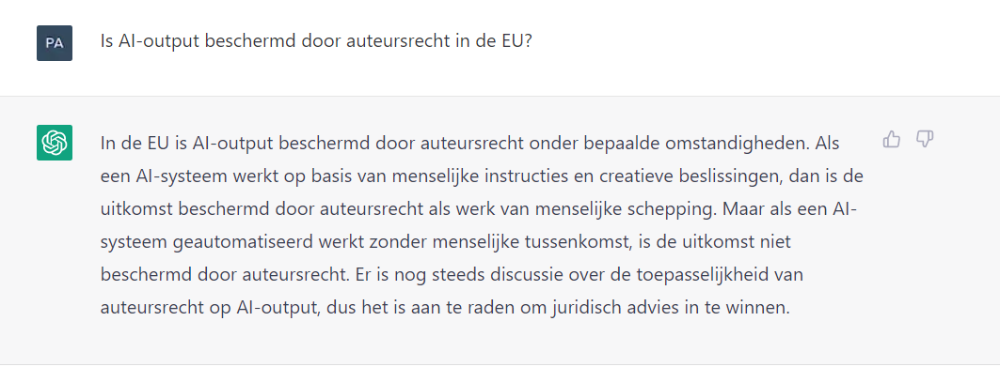 PA
Is AI-output beschermd door auteursrecht in de EU?
In de EU is AI-output beschermd door auteursrecht onder bepaalde omstandigheden. Als
een AI-systeem werkt op basis van menselijke instructies en creatieve beslissingen, dan is de
uitkomst beschermd door auteursrecht als werk van menselijke schepping. Maar als een AI-
systeem geautomatiseerd werkt zonder menselijke tussenkomst, is de uitkomst niet
beschermd door auteursrecht. Er is nog steeds discussie over de toepasselijkheid van
auteursrecht op AI-output, dus het is aan te raden om juridisch advies in te winnen.